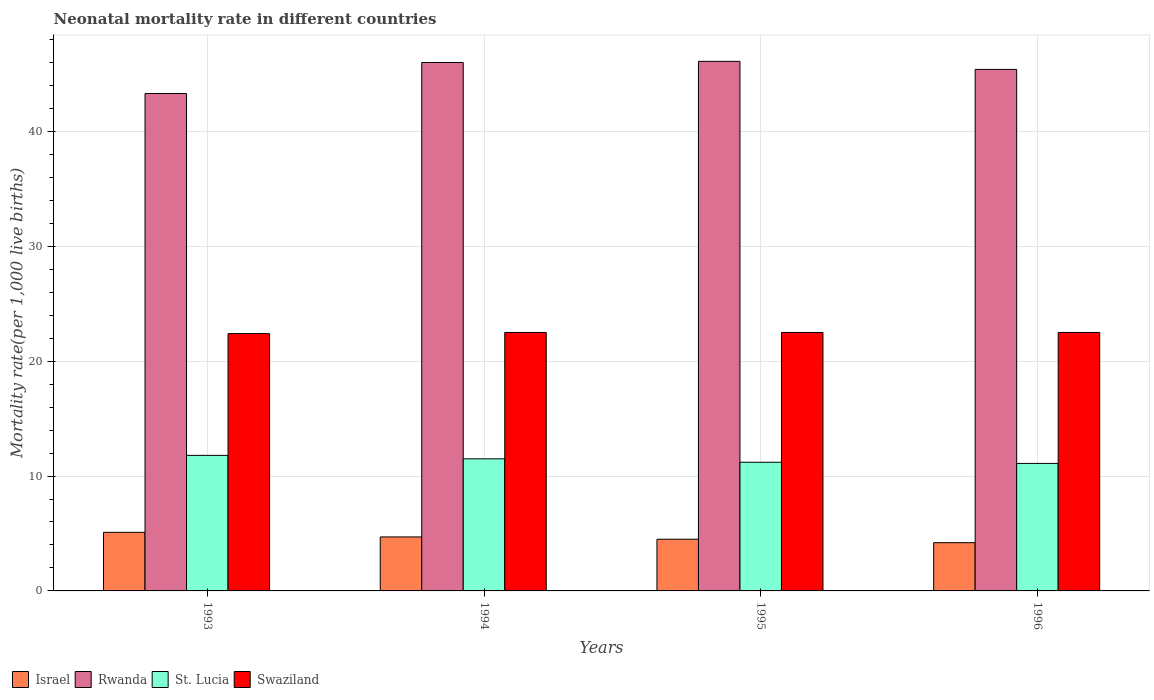 Neonatal mortality rate in different countries
Mortality rate(per 1,000 live births)
40
30
20
10
0
1993
1994
1995
1996
Years
Israel
Rwanda
St. Lucia
Swaziland